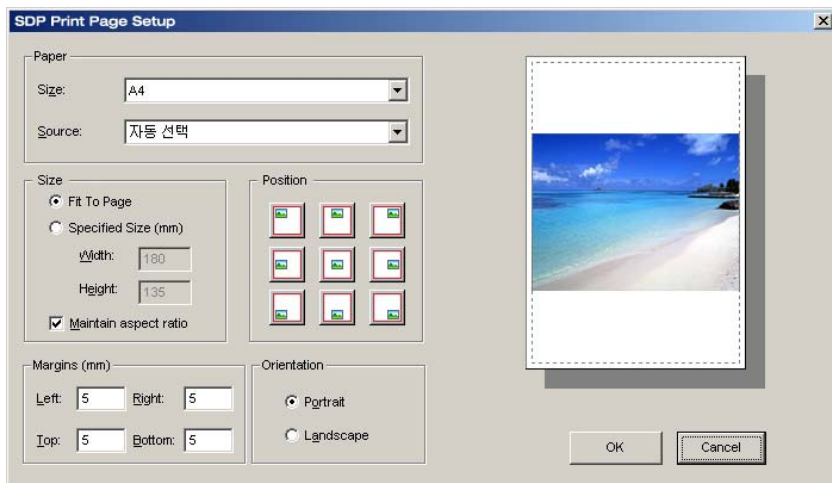 SDP Print Page Setup
Paper
Size: A4
Source: 자동 선택
Size
Fit To Page
Specified Size (mm)
Width: 180
Height: 135
Maintain aspect ratio
Position
Margins (mm)
Left: 5 Right: 5
Top: 5 Bottom: 5
Orientation
Portrait
Landscape
OK Cancel